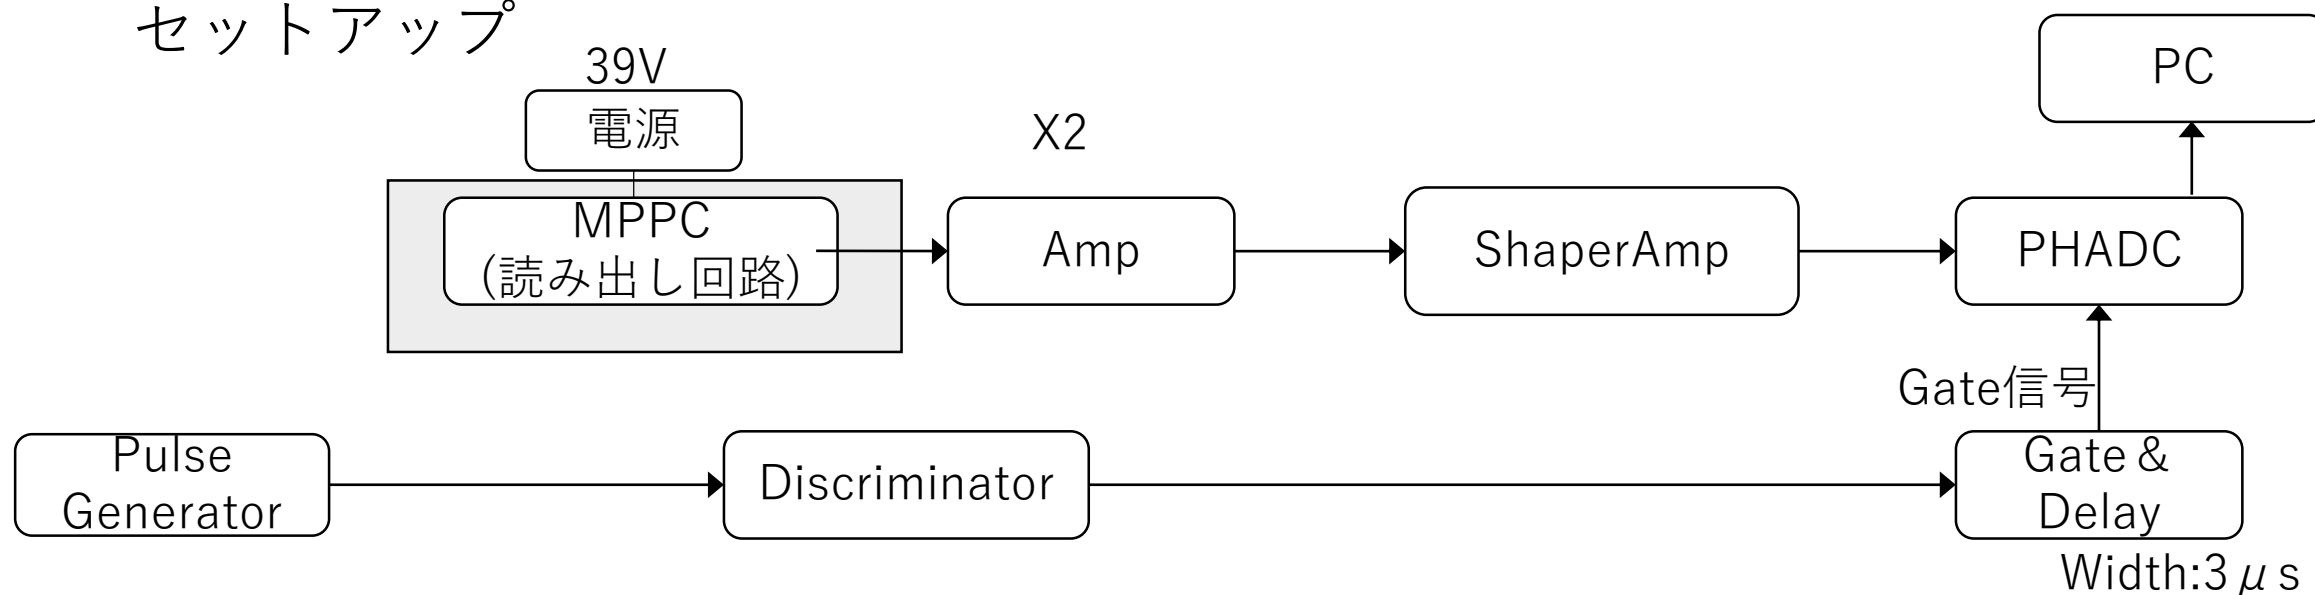 セットアップ
39V
電源
X2
PC
MPPC
(読み出し回路)
Amp
ShaperAmp
PHADC
Gate信号
Pulse
Generator
Discriminator
Gate &
Delay
Width:3μs